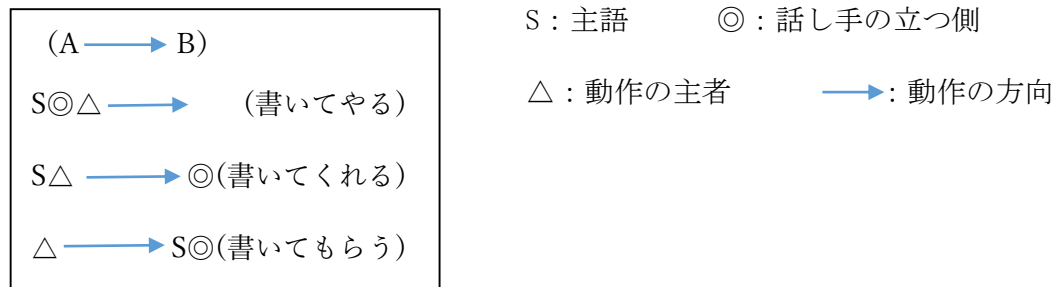 (A → B)
S◎△ → (書いてやる)
S△ → ◎(書いてくれる)
△ → S◎(書いてもらう)
S：主語 ◎：話し手の立つ側
△：動作の主者 →：動作の方向